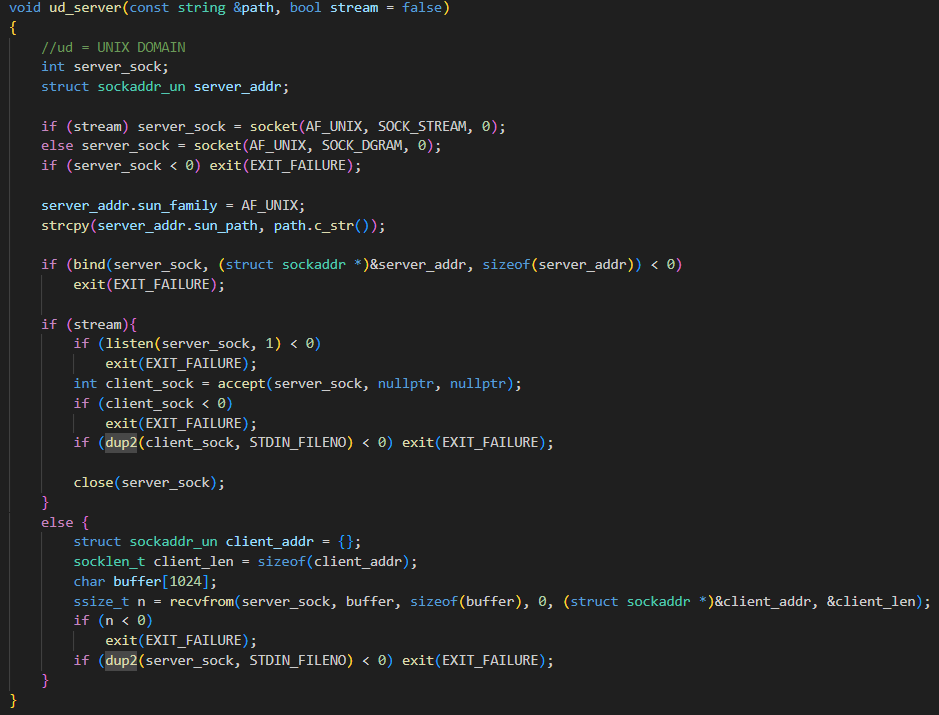 void ud_server(const string &path, bool stream = false)
{
//ud = UNIX DOMAIN
int server_sock;
struct sockaddr_un server_addr;
if (stream) server_sock = socket(AF_UNIX, SOCK_STREAM, 0);
else server_sock = socket(AF_UNIX, SOCK_DGRAM, 0);
if (server_sock < 0) exit(EXIT_FAILURE);
server_addr.sun_family = AF_UNIX;
strcpy(server_addr.sun_path, path.c_str());
if (bind(server_sock, (struct sockaddr *)&server_addr, sizeof(server_addr)) < 0)
exit(EXIT_FAILURE);
if (stream){
if (listen(server_sock, 1) < 0)
exit(EXIT_FAILURE);
int client_sock = accept(server_sock, nullptr, nullptr);
if (client_sock < 0)
exit(EXIT_FAILURE);
if (dup2(client_sock, STDIN_FILENO) < 0) exit(EXIT_FAILURE);
close(server_sock);
}
else {
struct sockaddr_un client_addr = {};
socklen_t client_len = sizeof(client_addr);
char buffer[1024];
ssize_t n = recvfrom(server_sock, buffer, sizeof(buffer), 0, (struct sockaddr *)&client_addr, &client_len);
if (n < 0)
exit(EXIT_FAILURE);
if (dup2(server_sock, STDIN_FILENO) < 0) exit(EXIT_FAILURE);
}
}